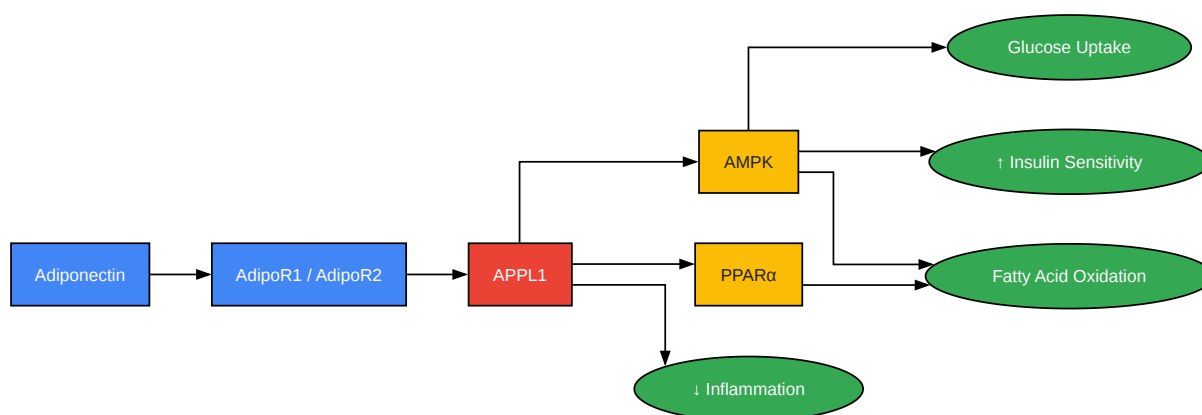 Glucose Uptake
AMPK
↑ Insulin Sensitivity
Adiponectin
AdipoR1 / AdipoR2
APPL1
PPARα
Fatty Acid Oxidation
↓ Inflammation